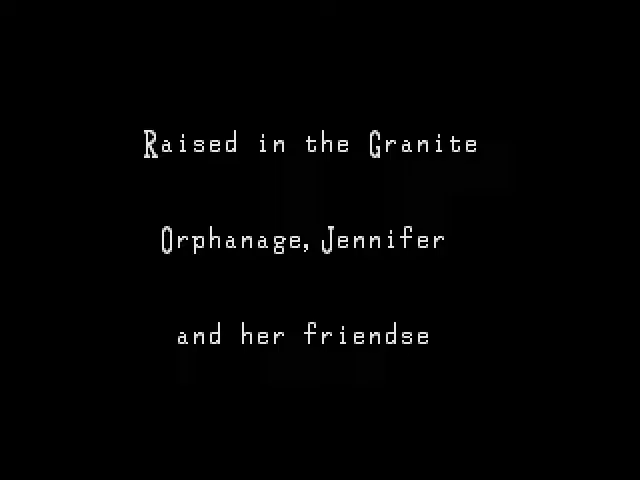 Raised in the Granite
Orphanage, Jennifer
and her friendse